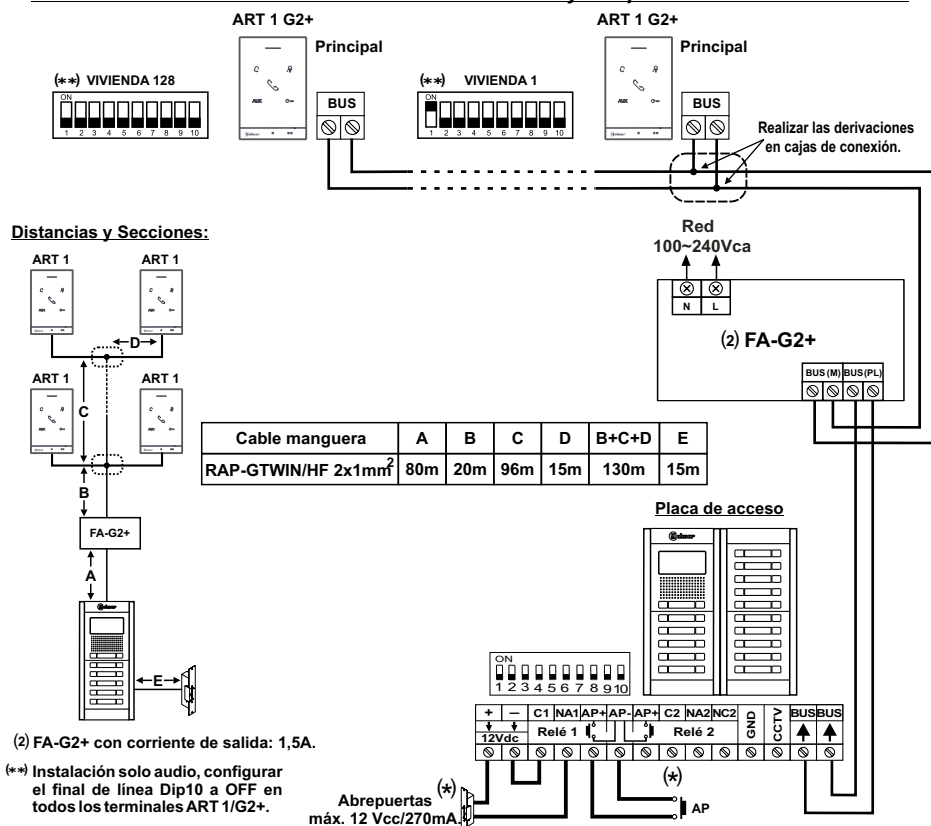 ART 1 G2+
ART 1 G2+
Principal
Principal
(**) VIVIENDA 128
(**) VIVIENDA 1
ON
1 2 3 4 5 6 7 8 9 10
ON
1 2 3 4 5 6 7 8 9 10
AUX
AUX
BUS
BUS
Realizar las derivaciones
en cajas de conexión.
Distancias y Secciones:
ART 1
ART 1
D
ART 1
ART 1
C
B
FA-G2+
A
E
Red
100~240Vca
N L
(2) FA-G2+
BUS (M) BUS (PL)
Cable manguera A B C D B+C+D E
RAP-GTWIN/HF 2x1mm² 80m 20m 96m 15m 130m 15m
Placa de acceso
Golmar
Golmar
ON
1 2 3 4 5 6 7 8 9 10
+ – C1 NA1 AP+ AP- AP+ C2 NA2 NC2 GND CCTV BUS BUS
12Vdc Relé 1 Relé 2
(2) FA-G2+ con corriente de salida: 1,5A.
(**) Instalación solo audio, configurar
el final de línea Dip10 a OFF en
todos los terminales ART 1/G2+.
(*)
(*)
Abrepuertas
máx. 12 Vcc/270mA.
AP